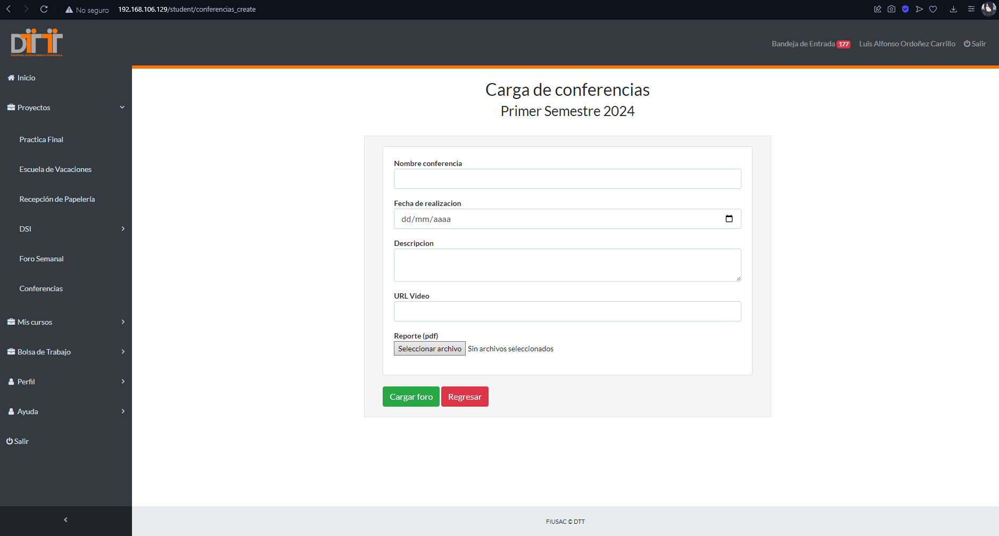 No seguro 192.168.106.129/student/conferencias_create
DTT
DESARROLLO DE TRANSFERENCIA TECNOLÓGICA
Bandeja de Entrada 177 Luis Alfonso Ordoñez Carrillo Salir
Inicio
Proyectos
Practica Final
Escuela de Vacaciones
Recepción de Papelería
DSI
Foro Semanal
Conferencias
Mis cursos
Bolsa de Trabajo
Perfil
Ayuda
Salir
Carga de conferencias
Primer Semestre 2024
Nombre conferencia
Fecha de realizacion
dd/mm/aaaa
Descripcion
URL Video
Reporte (pdf)
Seleccionar archivo Sin archivos seleccionados
Cargar foro Regresar
FIUSAC © DTT